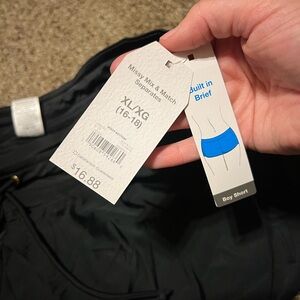 Missy Mix & Match
Separates
XL/XG
(16-18)
$16.88
Built in
Brief
Boy Short